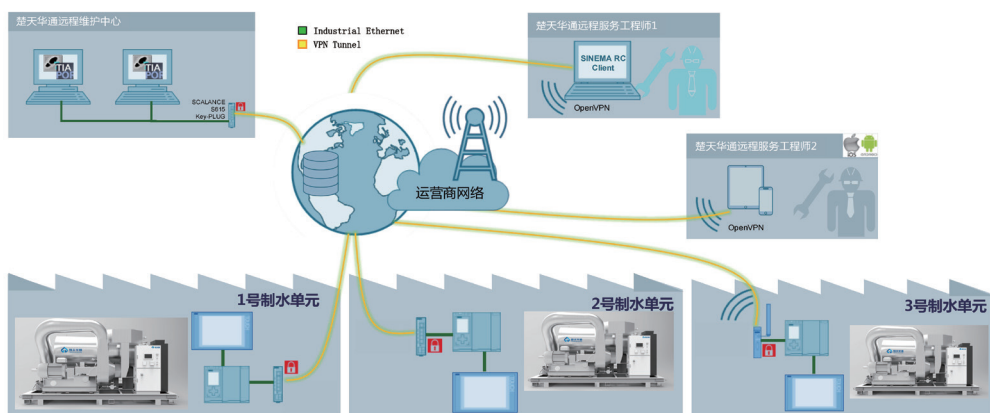 楚天华通远程维护中心
TIA
POR
TIA
POR
SCALANCE
S615
Key-PLUG
Industrial Ethernet
VPN Tunnel
楚天华通远程服务工程师1
SINEMA RC
Client
OpenVPN
楚天华通远程服务工程师2
iOS
OpenVPN
运营商网络
1号制水单元
2号制水单元
3号制水单元